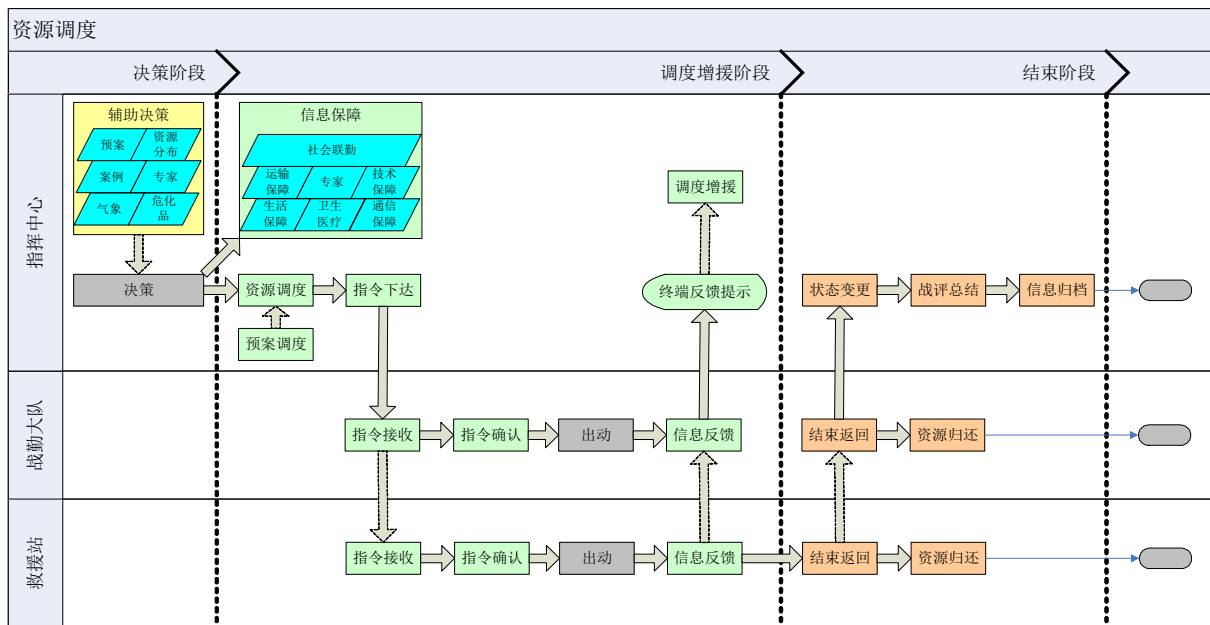 资源调度
决策阶段
调度增援阶段
结束阶段
指挥中心
辅助决策
预案
资源
分布
案例
专家
气象
危化
品
信息保障
社会联勤
运输
保障
专家
技术
保障
生活
保障
卫生
医疗
通信
保障
调度增援
决策
资源调度
指令下达
终端反馈提示
状态变更
战评总结
信息归档
预案调度
战勤大队
指令接收
指令确认
出动
信息反馈
结束返回
资源归还
救援站
指令接收
指令确认
出动
信息反馈
结束返回
资源归还